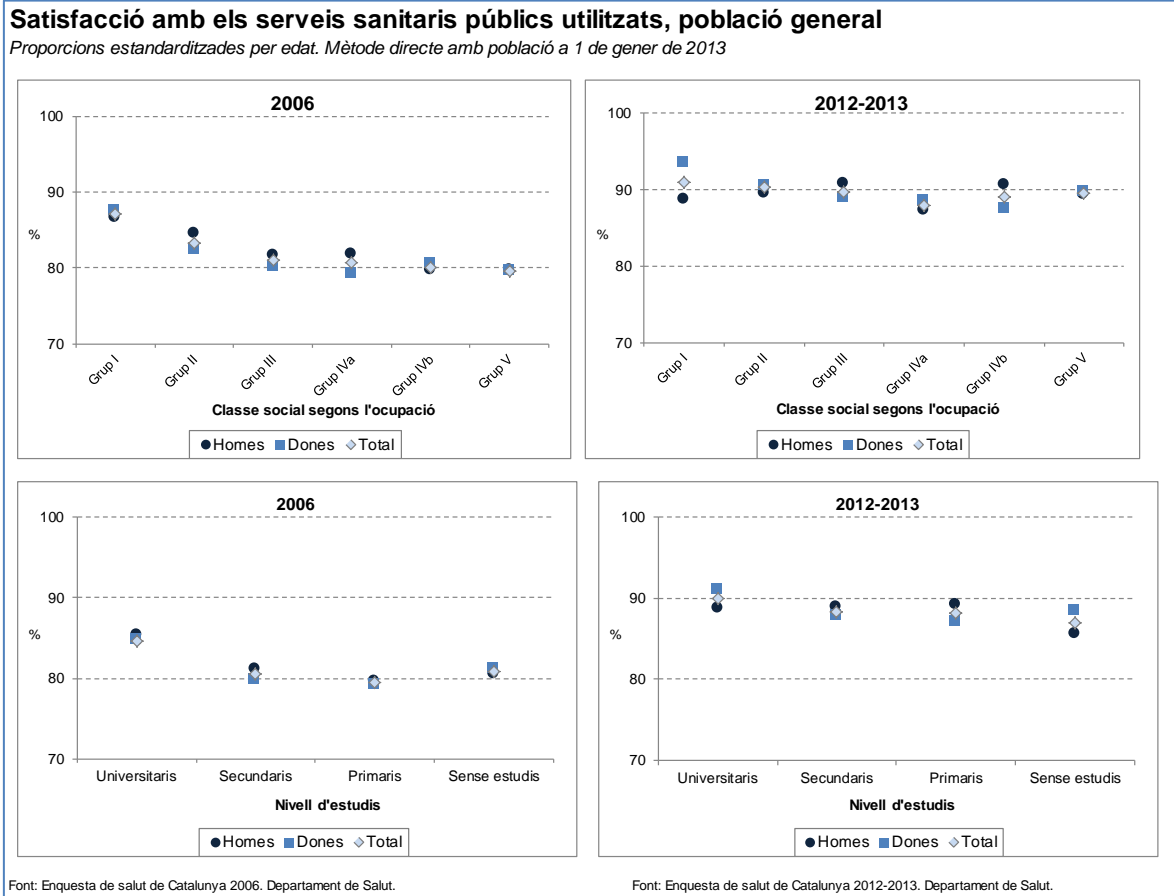 Satisfacció amb els serveis sanitaris públics utilitzats, població general
Proporcions estandarditzades per edat. Mètode directe amb població a 1 de gener de 2013
2006
100
90
%
80
70
Grup I
Grup II
Grup III
Grup IVa
Grup IVb
Grup V
Classe social segons l'ocupació
Homes Dones Total
2012-2013
100
90
%
80
70
Grup I
Grup II
Grup III
Grup IVa
Grup IVb
Grup V
Classe social segons l'ocupació
Homes Dones Total
2006
100
90
%
80
70
Universitaris Secundaris Primaris Sense estudis
Nivell d'estudis
Homes Dones Total
2012-2013
100
90
%
80
70
Universitaris Secundaris Primaris Sense estudis
Nivell d'estudis
Homes Dones Total
Font: Enquesta de salut de Catalunya 2006. Departament de Salut.
Font: Enquesta de salut de Catalunya 2012-2013. Departament de Salut.